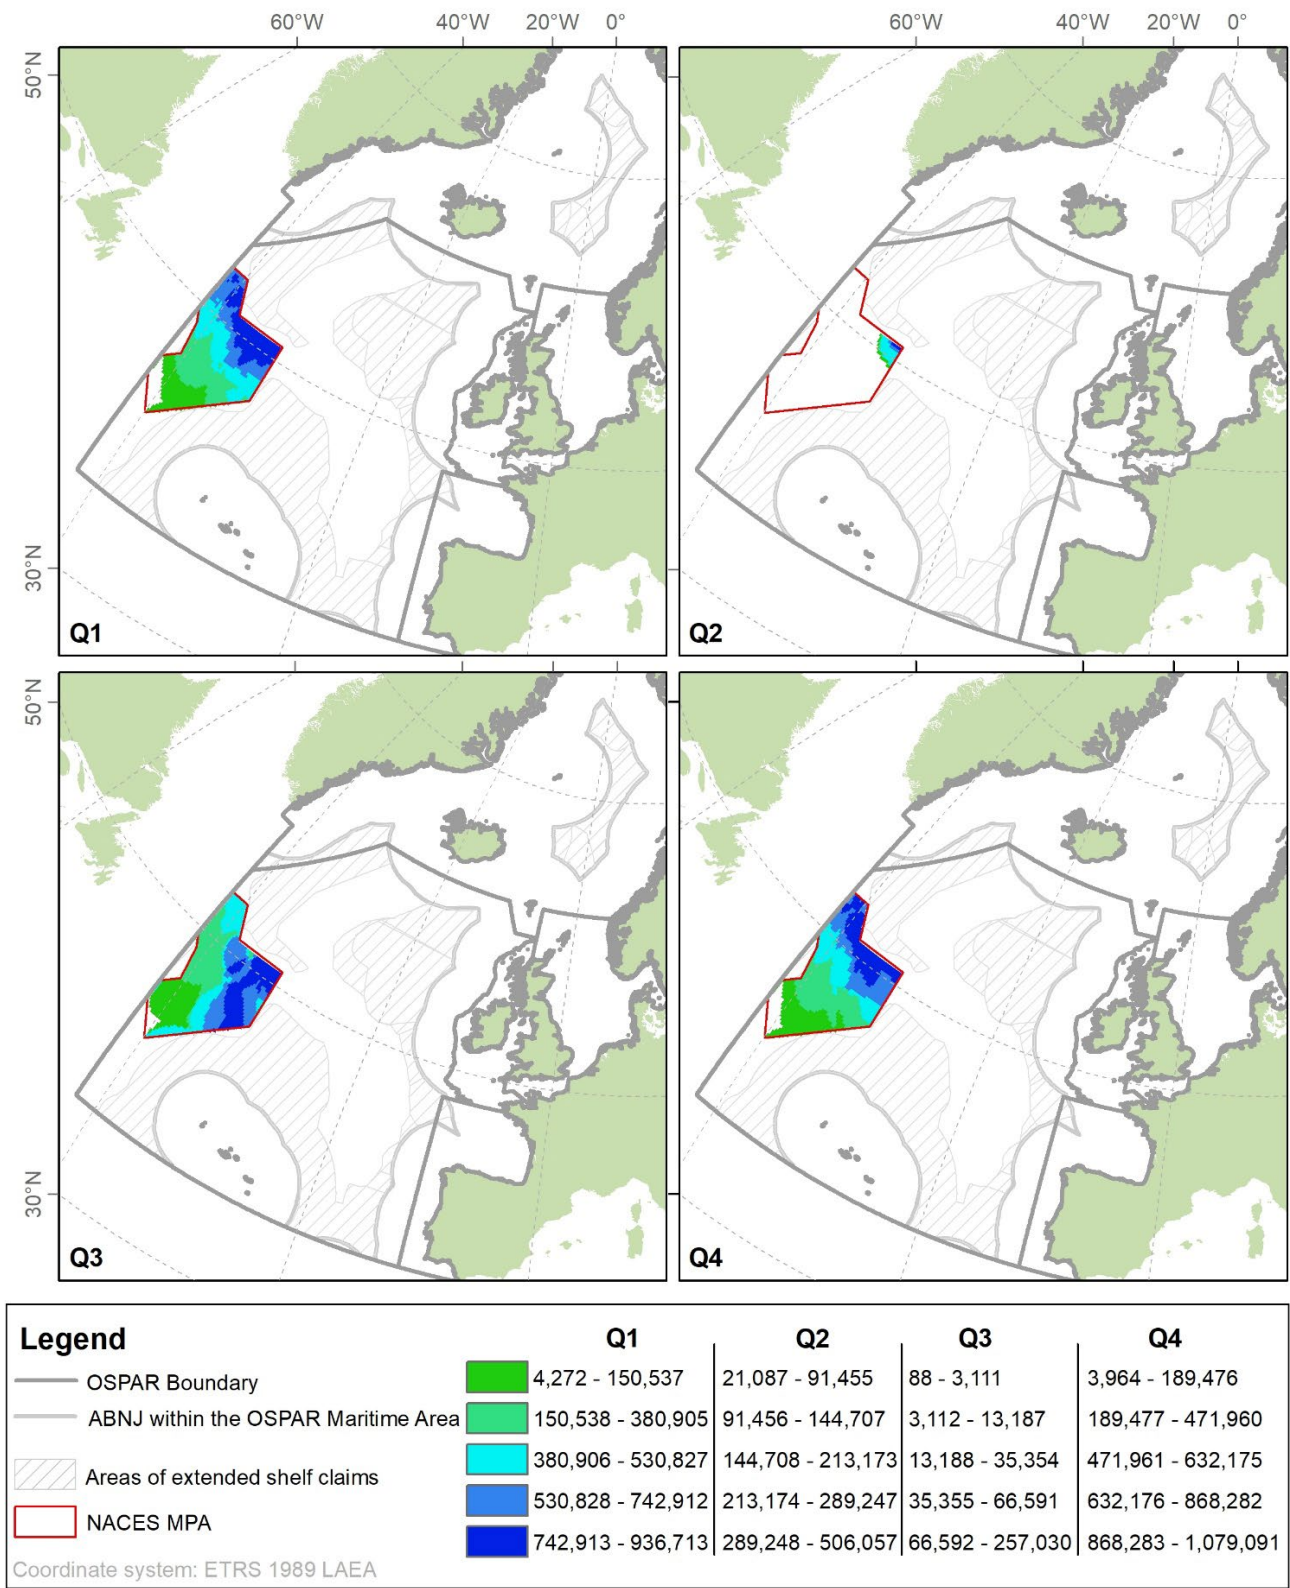 60°W 40°W 20°W 0° 60°W 40°W 20°W 0°
50°N
30°N
Q1 Q2
50°N
30°N
Q3 Q4
Legend Q1 Q2 Q3 Q4
OSPAR Boundary 4,272 - 150,537 21,087 - 91,455 88 - 3,111 3,964 - 189,476
ABNJ within the OSPAR Maritime Area 150,538 - 380,905 91,456 - 144,707 3,112 - 13,187 189,477 - 471,960
Areas of extended shelf claims 380,906 - 530,827 144,708 - 213,173 13,188 - 35,354 471,961 - 632,175
NACES MPA 530,828 - 742,912 213,174 - 289,247 35,355 - 66,591 632,176 - 868,282
742,913 - 936,713 289,248 - 506,057 66,592 - 257,030 868,283 - 1,079,091
Coordinate system: ETRS 1989 LAEA